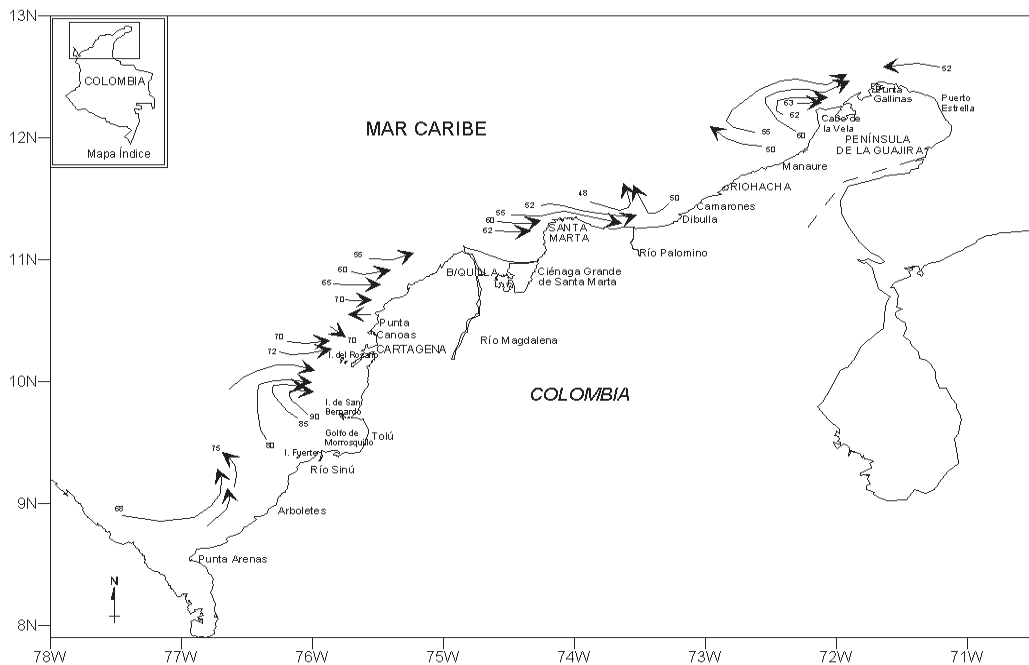 13N
12N
11N
10N
9N
8N
78W
77W
76W
75W
74W
73W
72W
71W
COLOMBIA
Mapa Índice
MAR CARIBE
COLOMBIA
N
52
Punta
Gallinas
Puerto
Estrella
63
62
60
55
50
Cabo de
la Vela
PENÍNSULA
DE LA GUAJIRA
Manaure
RIOHACHA
Camarones
Dibulla
48
50
52
55
60
62
SANTA
MARTA
Río Palomino
B/QUILLA
Ciénaga Grande
de Santa Marta
Río Magdalena
55
60
65
70
Punta
Canoas
CARTAGENA
70
70
72
I. del Rosario
I. de San
Bernardo
90
85
80
Golfo de
Morrosquillo
Tolú
I. Fuerte
Río Sinú
75
68
Arboletes
Punta Arenas